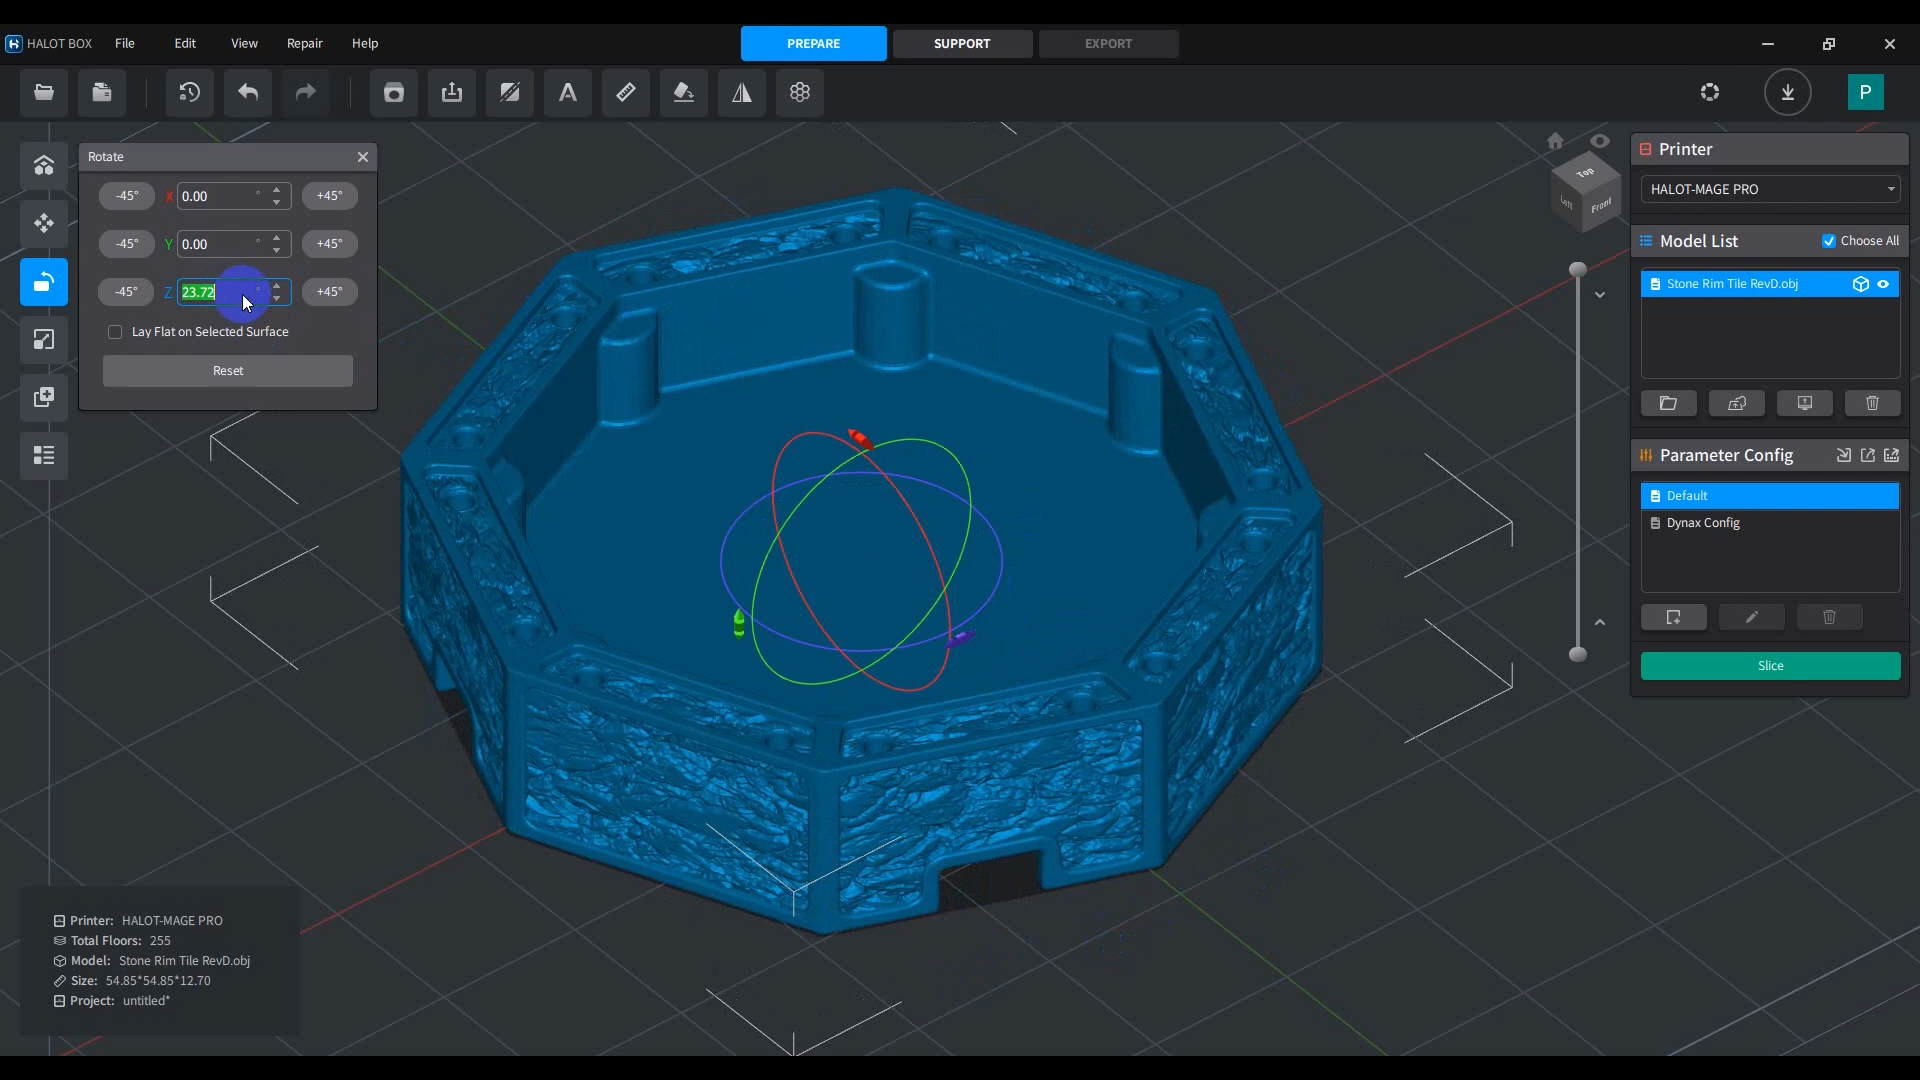 HALOT BOX File Edit View Repair Help PREPARE SUPPORT EXPORT
A
P
Rotate
-45° X 0.00 ° +45°
-45° Y 0.00 ° +45°
-45° Z 23.72 ° +45°
Lay Flat on Selected Surface
Reset
Top
Left Front
Printer
HALOT-MAGE PRO
Model List Choose All
Stone Rim Tile RevD.obj
Parameter Config
Default
Dynax Config
Slice
Printer: HALOT-MAGE PRO
Total Floors: 255
Model: Stone Rim Tile RevD.obj
Size: 54.85*54.85*12.70
Project: untitled*